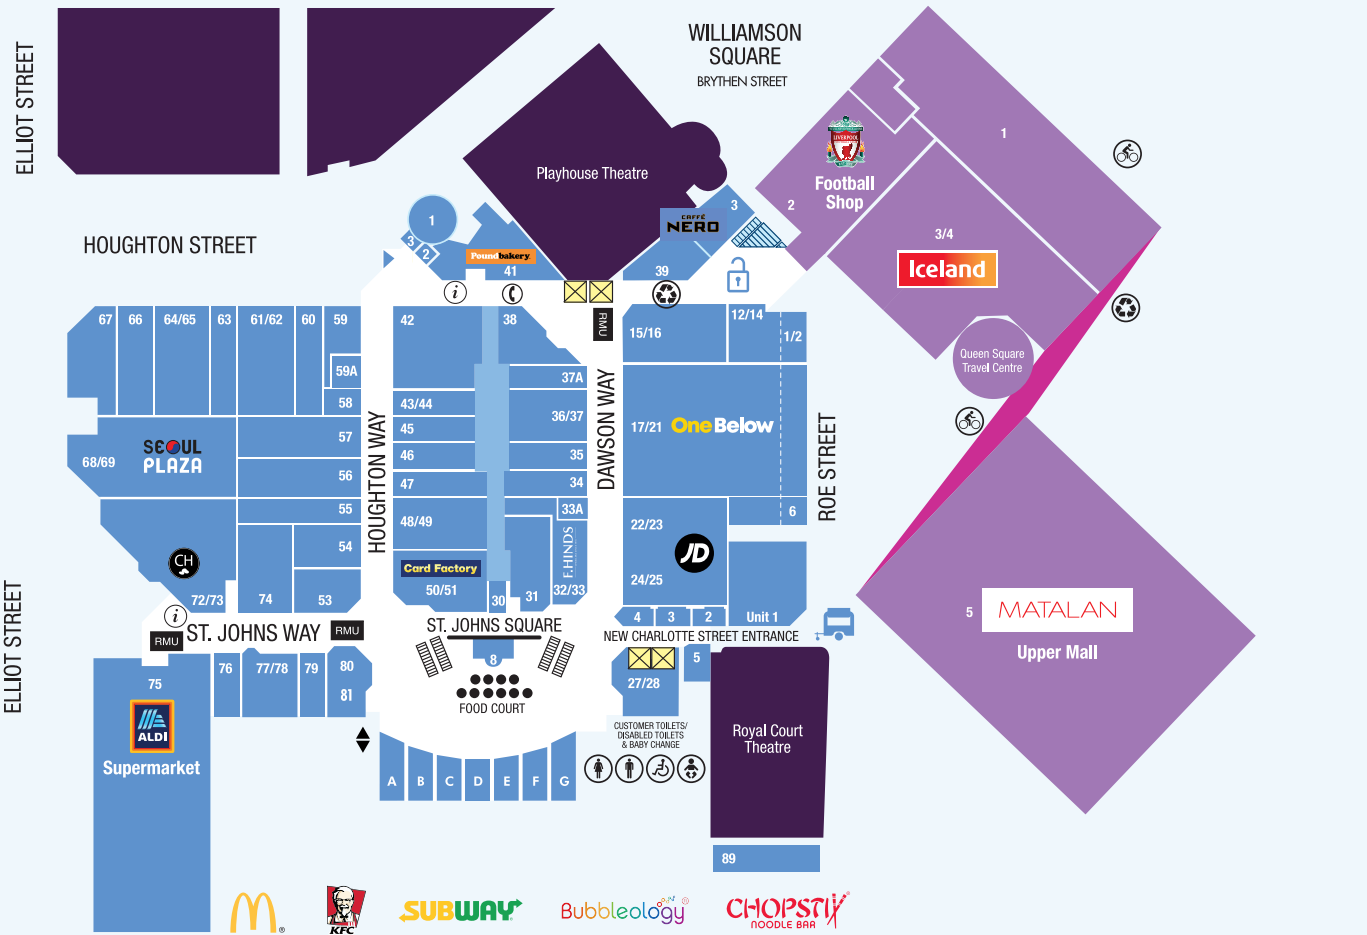 WILLIAMSON
SQUARE
BRYTHEN STREET
ELLIOT STREET
HOUGHTON STREET
Playhouse Theatre
LIVERPOOL
Football
Shop
1
2
3/4
Iceland
Queen Square
Travel Centre
1
3
2
Poundbakery
41
CAFFÈ
NERO
3
39
i
RMU
67
66
64/65
63
61/62
60
59
59A
58
57
56
55
54
53
68/69
SEOUL
PLAZA
CH
72/73
74
HOUGHTON WAY
42
38
43/44
45
46
47
48/49
Card Factory
50/51
30
31
37A
36/37
35
34
33A
F.HINDS
32/33
DAWSON WAY
15/16
12/14
1/2
17/21
One Below
6
22/23
24/25
JD
4
3
2
Unit 1
ROE STREET
NEW CHARLOTTE STREET ENTRANCE
5
MATALAN
Upper Mall
ELLIOT STREET
i
RMU
ST. JOHNS WAY
RMU
ST. JOHNS SQUARE
8
FOOD COURT
75
ALDI
Supermarket
76
77/78
79
80
81
27/28
5
CUSTOMER TOILETS/
DISABLED TOILETS
& BABY CHANGE
Royal Court
Theatre
A
B
C
D
E
F
G
89
KFC
SUBWAY
Bubbleology
CHOPSTIX
NOODLE BAR